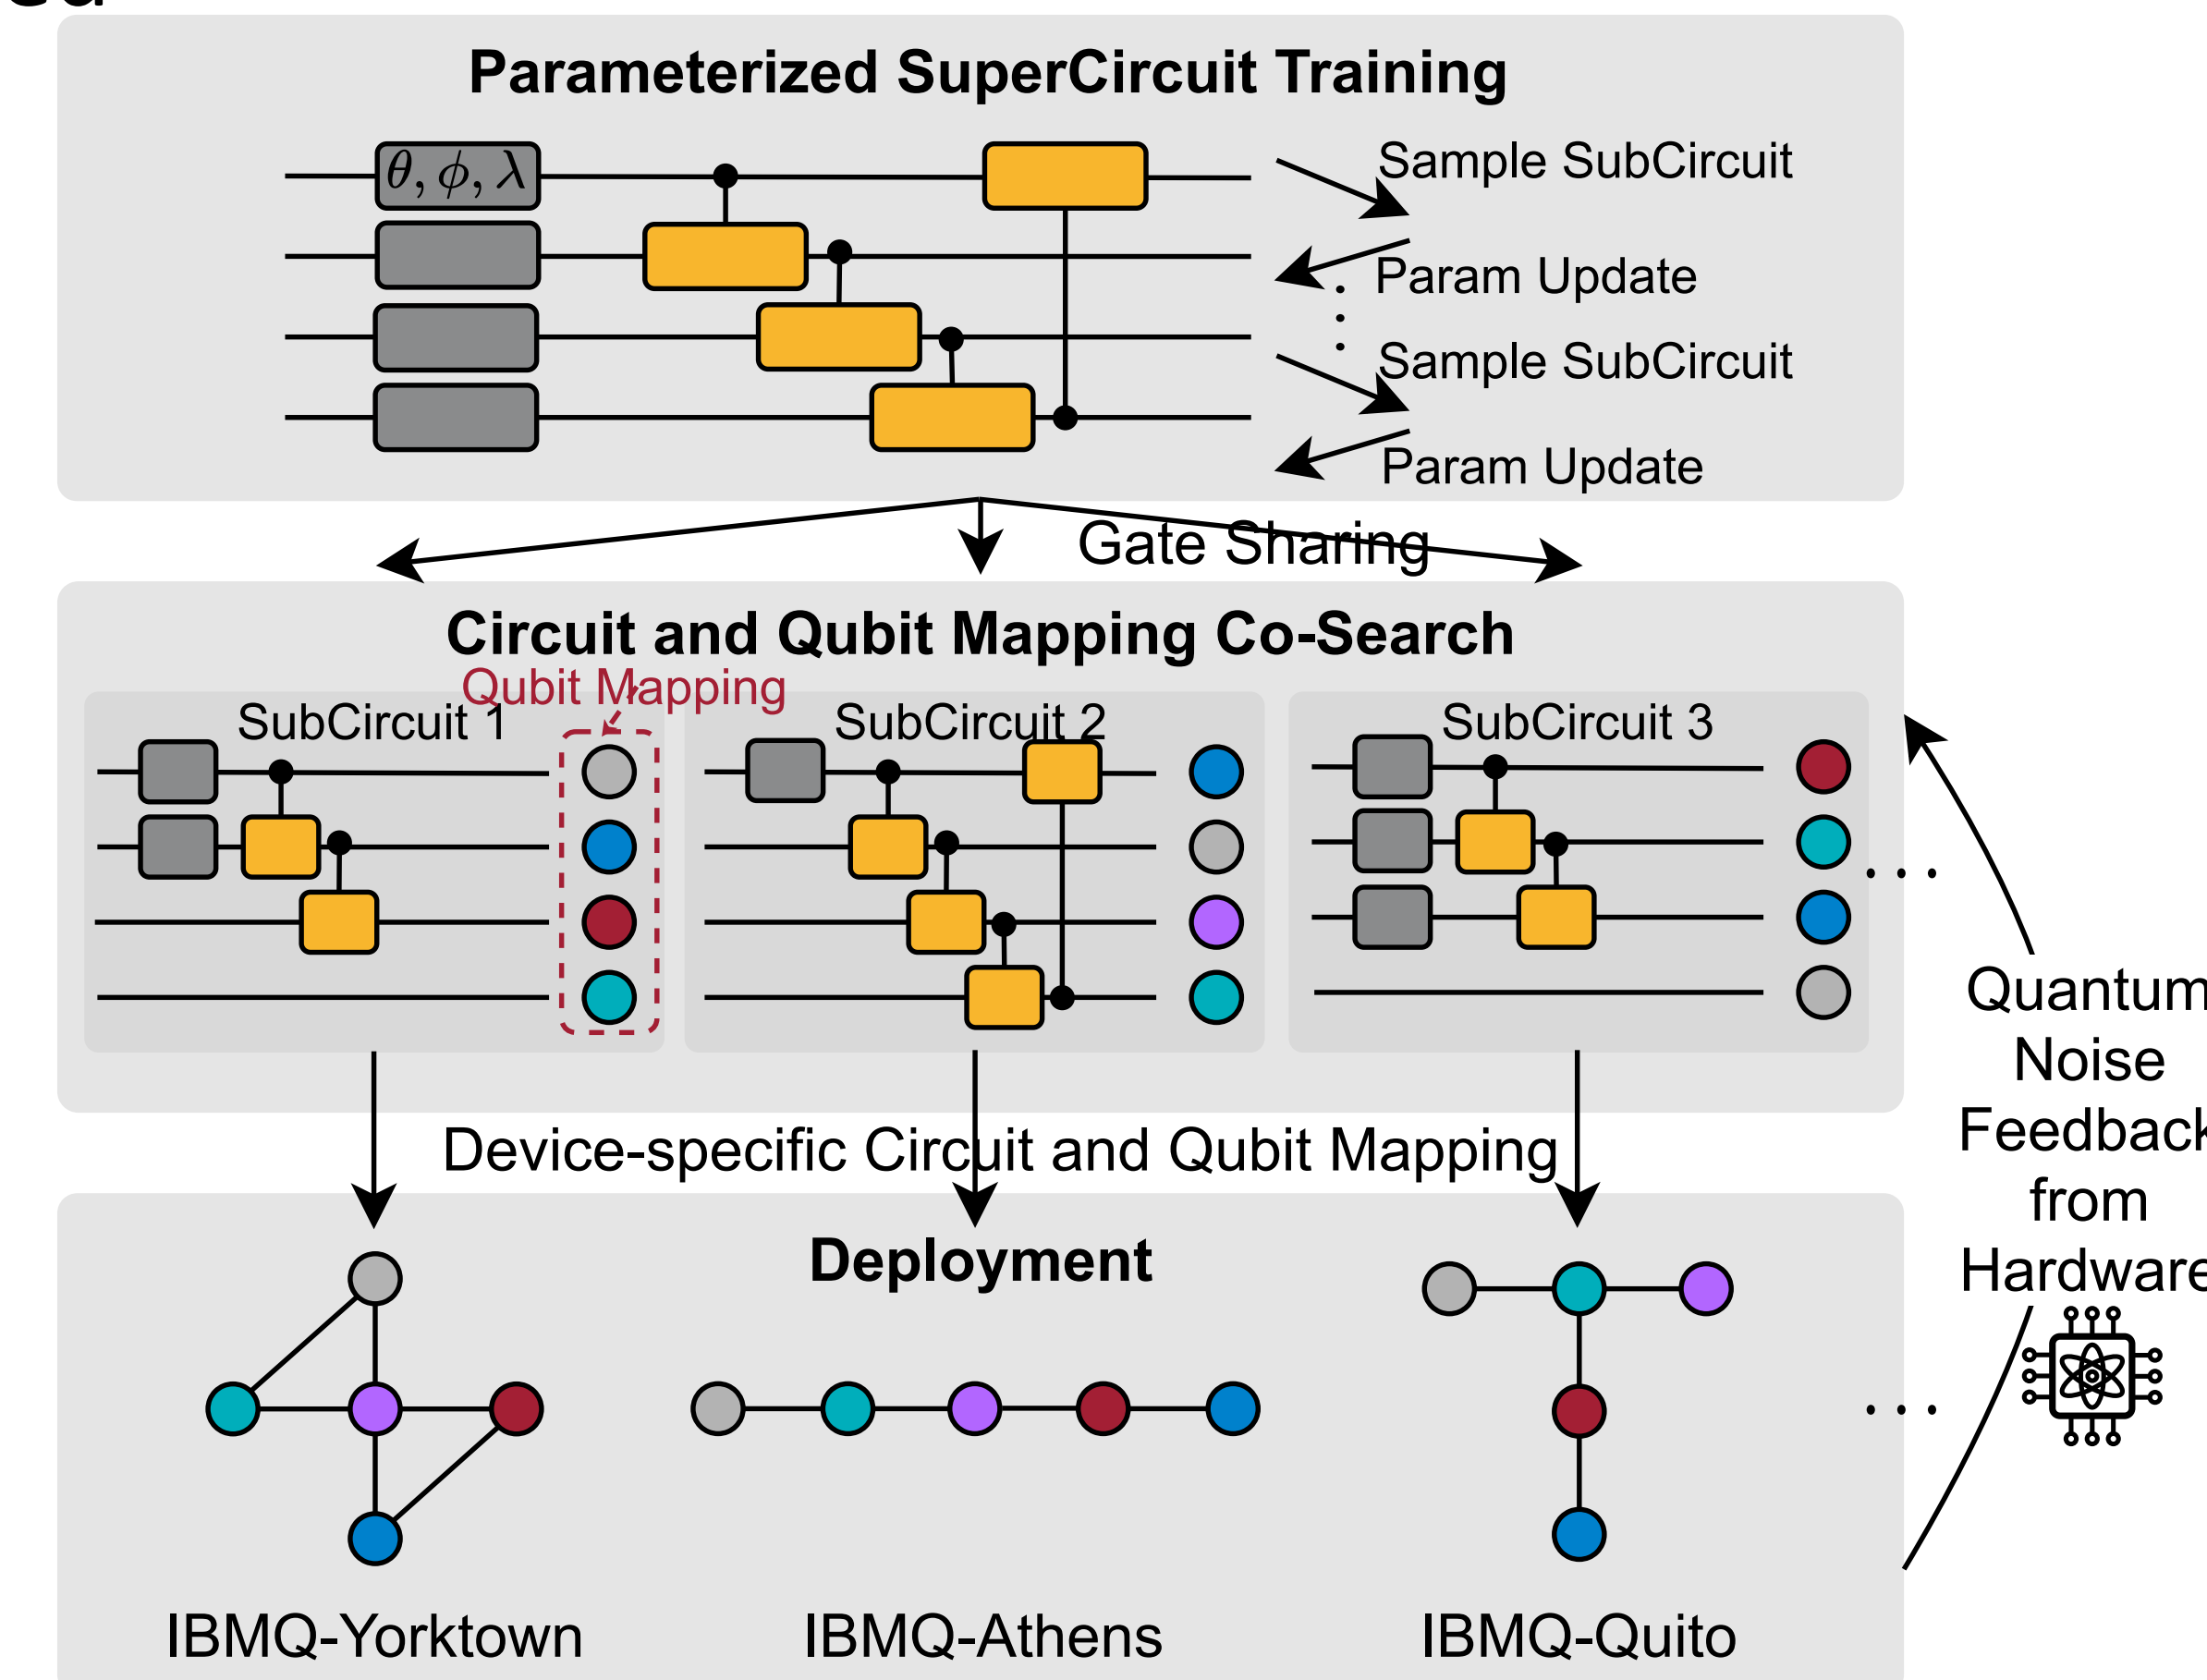 Parameterized SuperCircuit Training
θ, ϕ, λ
Sample SubCircuit
Param Update
Sample SubCircuit
Param Update
Gate Sharing
Circuit and Qubit Mapping Co-Search
Qubit Mapping
SubCircuit 1
SubCircuit 2
SubCircuit 3
...
Quantum
Noise
Feedback
from
Hardware
Device-specific Circuit and Qubit Mapping
Deployment
...
IBMQ-Yorktown
IBMQ-Athens
IBMQ-Quito